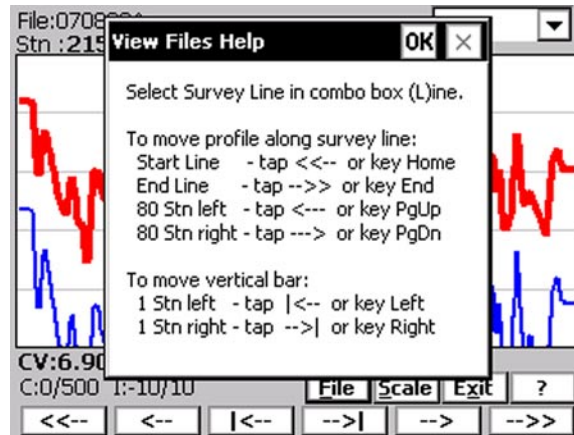 File:0708
Stn :215
View Files Help OK
Select Survey Line in combo box (L)ine.
To move profile along survey line:
Start Line - tap <<-- or key Home
End Line - tap -->> or key End
80 Stn left - tap <--- or key PgUp
80 Stn right - tap ---> or key PgDn
To move vertical bar:
1 Stn left - tap |<-- or key Left
1 Stn right - tap -->| or key Right
CV:6.90
C:0/500 I:-10/10 File Scale Exit ?
<<-- <-- |<-- -->| --> -->>